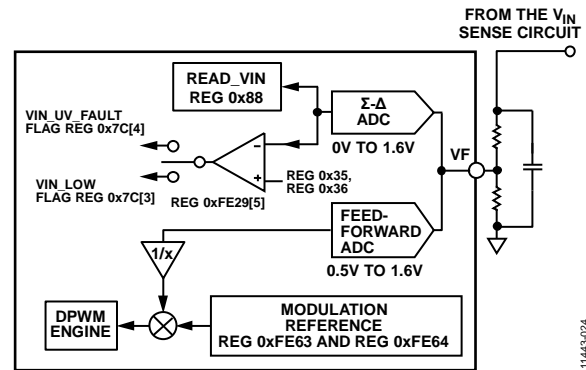 FROM THE VIN
SENSE CIRCUIT
READ_VIN
REG 0x88
Σ-Δ
ADC
0V TO 1.6V
VF
VIN_UV_FAULT
FLAG REG 0x7C[4]
VIN_LOW
FLAG REG 0x7C[3]
–
+
REG 0x35,
REG 0x36
REG 0xFE29[5]
FEED-
FORWARD
ADC
0.5V TO 1.6V
1/x
DPWM
ENGINE
MODULATION
REFERENCE
REG 0xFE63 AND REG 0xFE64
11443-024